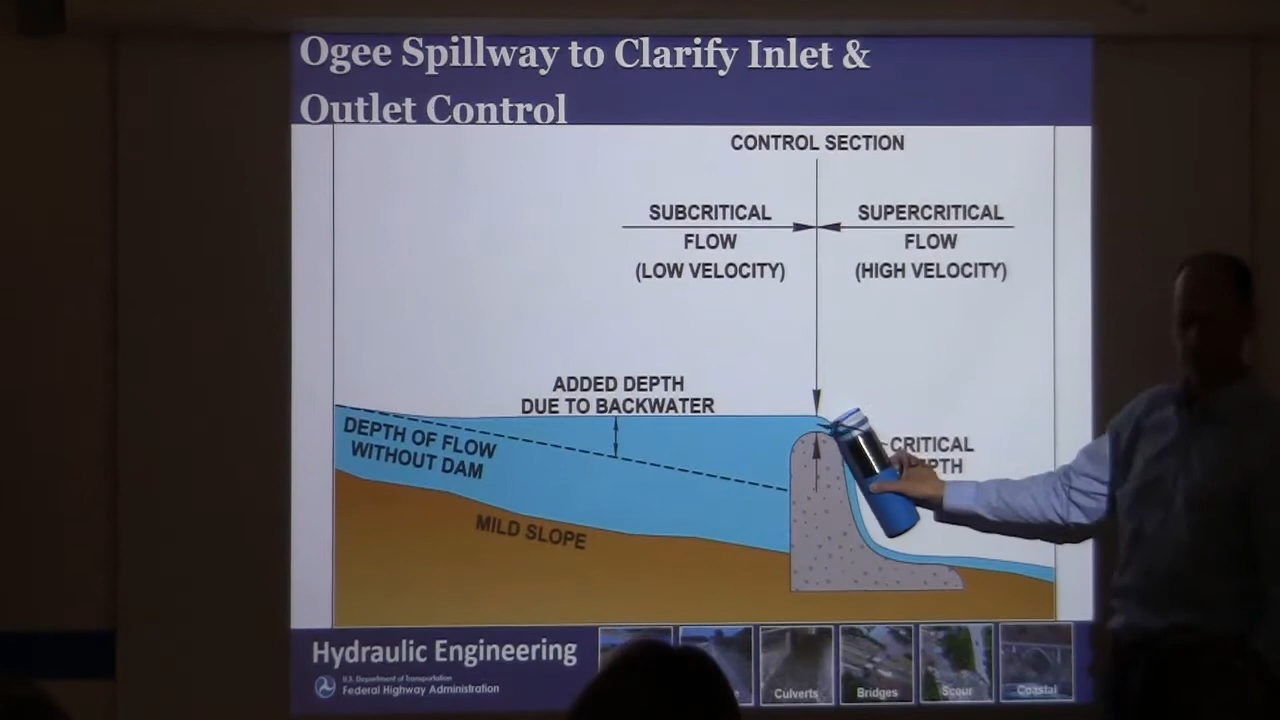 Ogee Spillway to Clarify Inlet &
Outlet Control
CONTROL SECTION
SUBCRITICAL
FLOW
(LOW VELOCITY)
SUPERCRITICAL
FLOW
(HIGH VELOCITY)
ADDED DEPTH
DUE TO BACKWATER
DEPTH OF FLOW
WITHOUT DAM
CRITICAL
MILD SLOPE
Hydraulic Engineering
U.S. Department of Transportation
Federal Highway Administration
Culverts
Bridges
Scour
Coastal